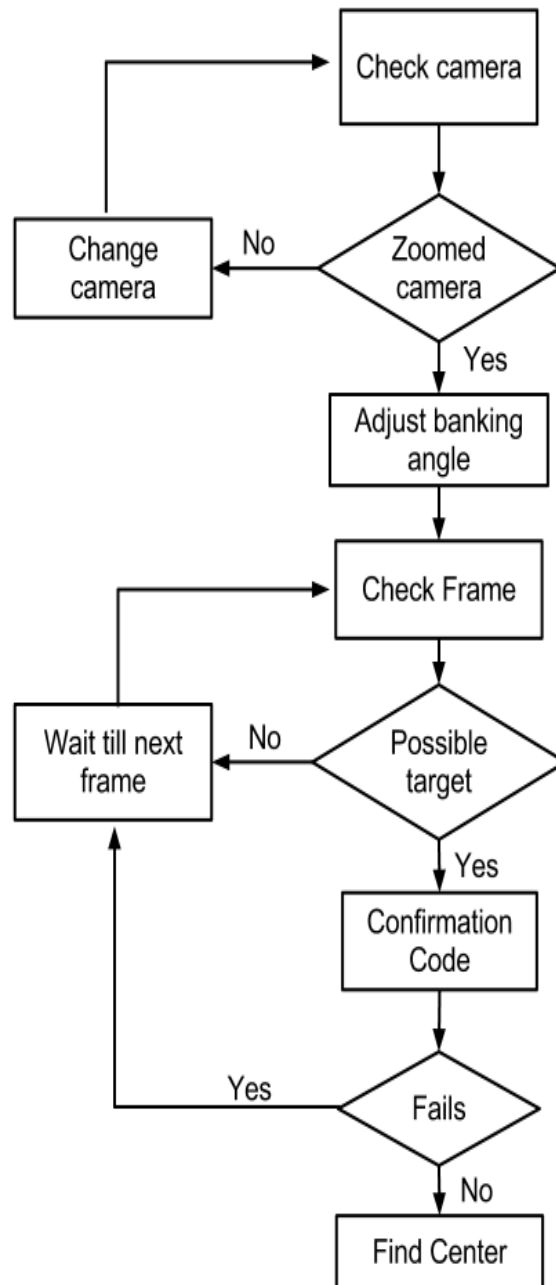 Check camera
No
Change
camera
Zoomed
camera
Yes
Adjust banking
angle
Check Frame
No
Wait till next
frame
Possible
target
Yes
Confirmation
Code
Yes
Fails
No
Find Center